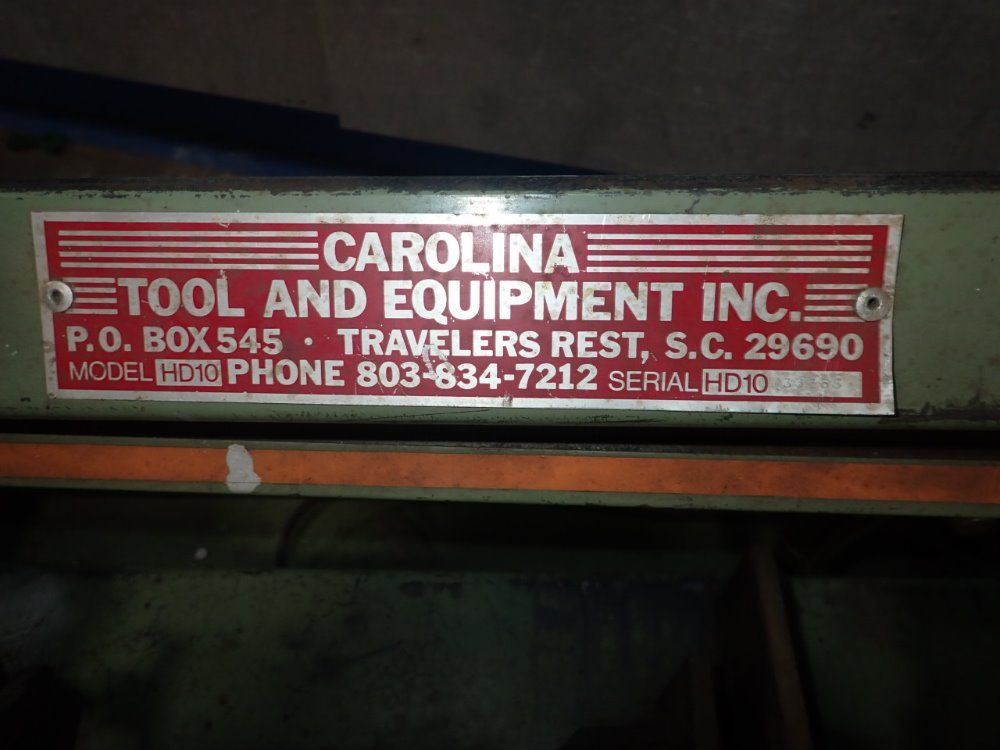 CAROLINA
TOOL AND EQUIPMENT INC.
P.O. BOX 545 · TRAVELERS REST, S.C. 29690
MODEL HD10 PHONE 803-834-7212 SERIAL HD10